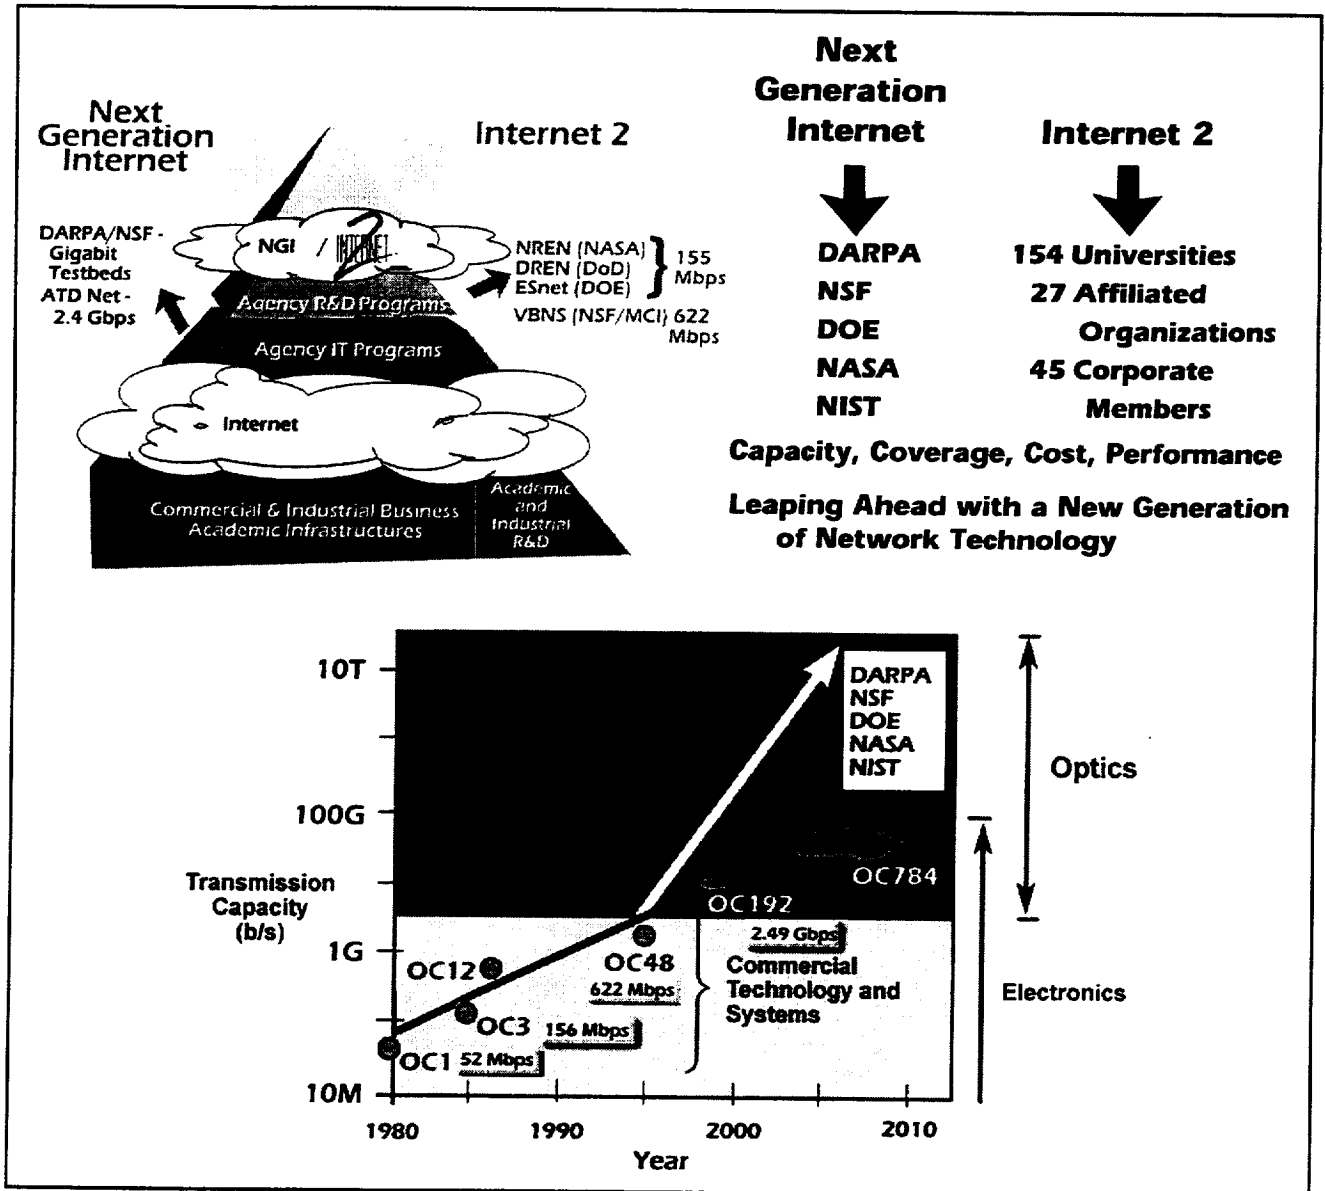 Next
Generation
Internet
Internet 2
DARPA/NSF -
Gigabit
Testbeds
ATD Net -
2.4 Gbps
NGI / INTERNET 2
NREN (NASA)
DREN (DoD)
ESnet (DOE)
155
Mbps
VBNS (NSF/MCI) 622
Mbps
Agency R&D Programs
Agency IT Programs
Internet
Commercial & Industrial Business
Academic Infrastructures
Academic
and
Industrial
R&D
Next
Generation
Internet
DARPA
NSF
DOE
NASA
NIST
Internet 2
154 Universities
27 Affiliated
Organizations
45 Corporate
Members
Capacity, Coverage, Cost, Performance
Leaping Ahead with a New Generation
of Network Technology
10T
100G
1G
10M
Transmission
Capacity
(b/s)
DARPA
NSF
DOE
NASA
NIST
OC784
OC192
2.49 Gbps
OC48
622 Mbps
OC12
OC3
156 Mbps
OC1
52 Mbps
Commercial
Technology and
Systems
Optics
Electronics
1980
1990
2000
2010
Year